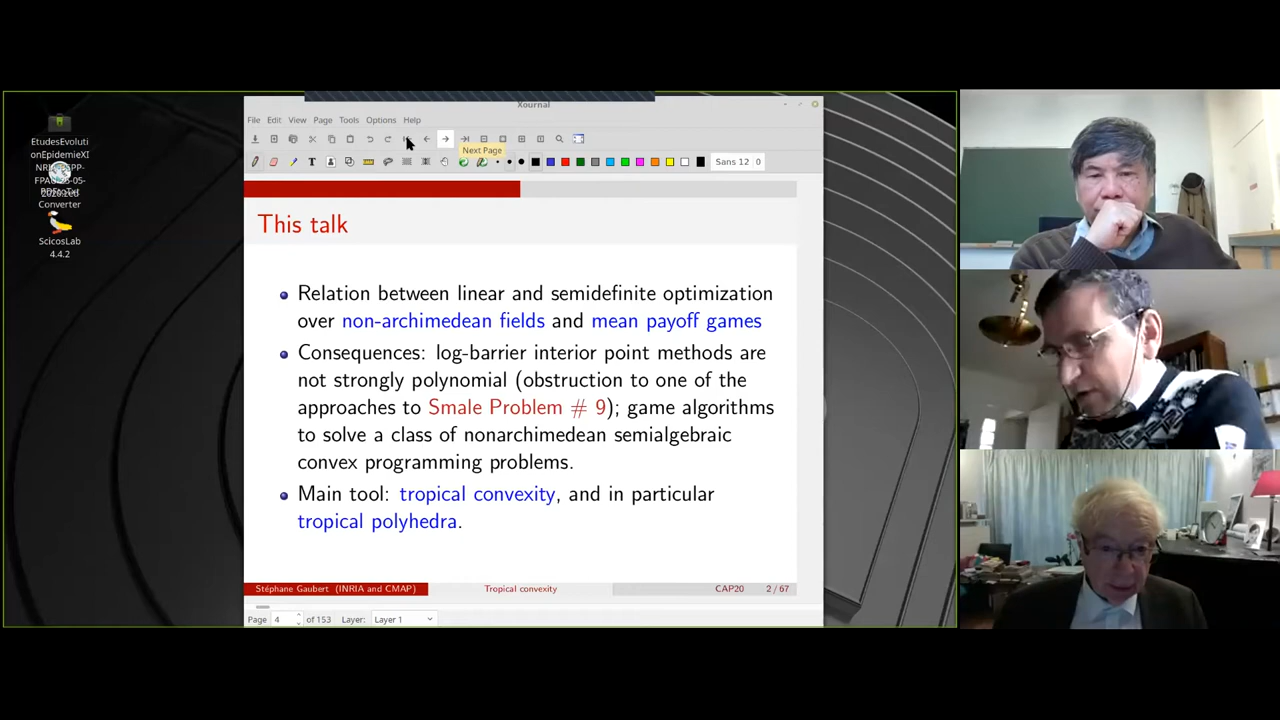 Xournal
File Edit View Page Tools Options Help
Next Page
Sans 12 0
EtudesEvoluti
onEpidemieXI
Converter
ScicosLab
4.4.2
This talk
Relation between linear and semidefinite optimization
over non-archimedean fields and mean payoff games
Consequences: log-barrier interior point methods are
not strongly polynomial (obstruction to one of the
approaches to Smale Problem # 9); game algorithms
to solve a class of nonarchimedean semialgebraic
convex programming problems.
Main tool: tropical convexity, and in particular
tropical polyhedra.
Stéphane Gaubert (INRIA and CMAP) Tropical convexity CAP20 2 / 67
Page 4 of 153 Layer: Layer 1